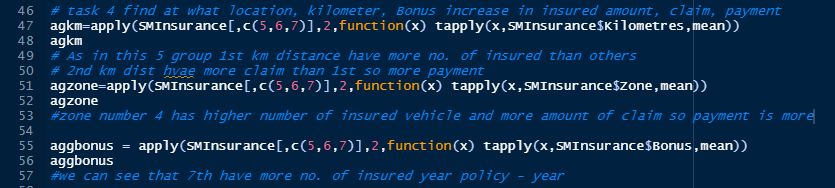 46 # task 4 find at what location, kilometer, Bonus increase in insured amount, claim, payment
47 agkm=apply(SMInsurance[,c(5,6,7)],2,function(x) tapply(x,SMInsurance$Kilometres,mean))
48 agkm
49 # As in this 5 group 1st km distance have more no. of insured than others
50 # 2nd km dist hvae more claim than 1st so more payment
51 agzone=apply(SMInsurance[,c(5,6,7)],2,function(x) tapply(x,SMInsurance$Zone,mean))
52 agzone
53 #zone number 4 has higher number of insured vehicle and more amount of claim so payment is more
54
55 aggbonus = apply(SMInsurance[,c(5,6,7)],2,function(x) tapply(x,SMInsurance$Bonus,mean))
56 aggbonus
57 #we can see that 7th have more no. of insured year policy - year